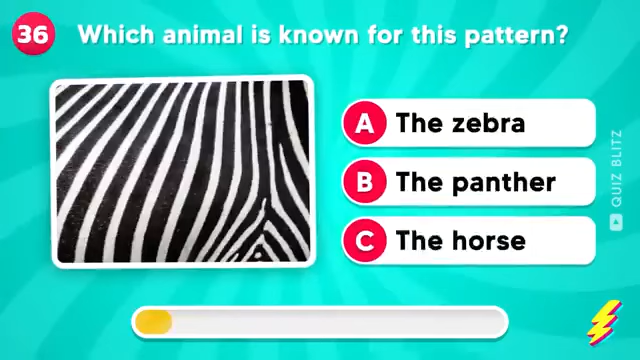 36 Which animal is known for this pattern?
A The zebra
B The panther
C The horse
QUIZ BLITZ